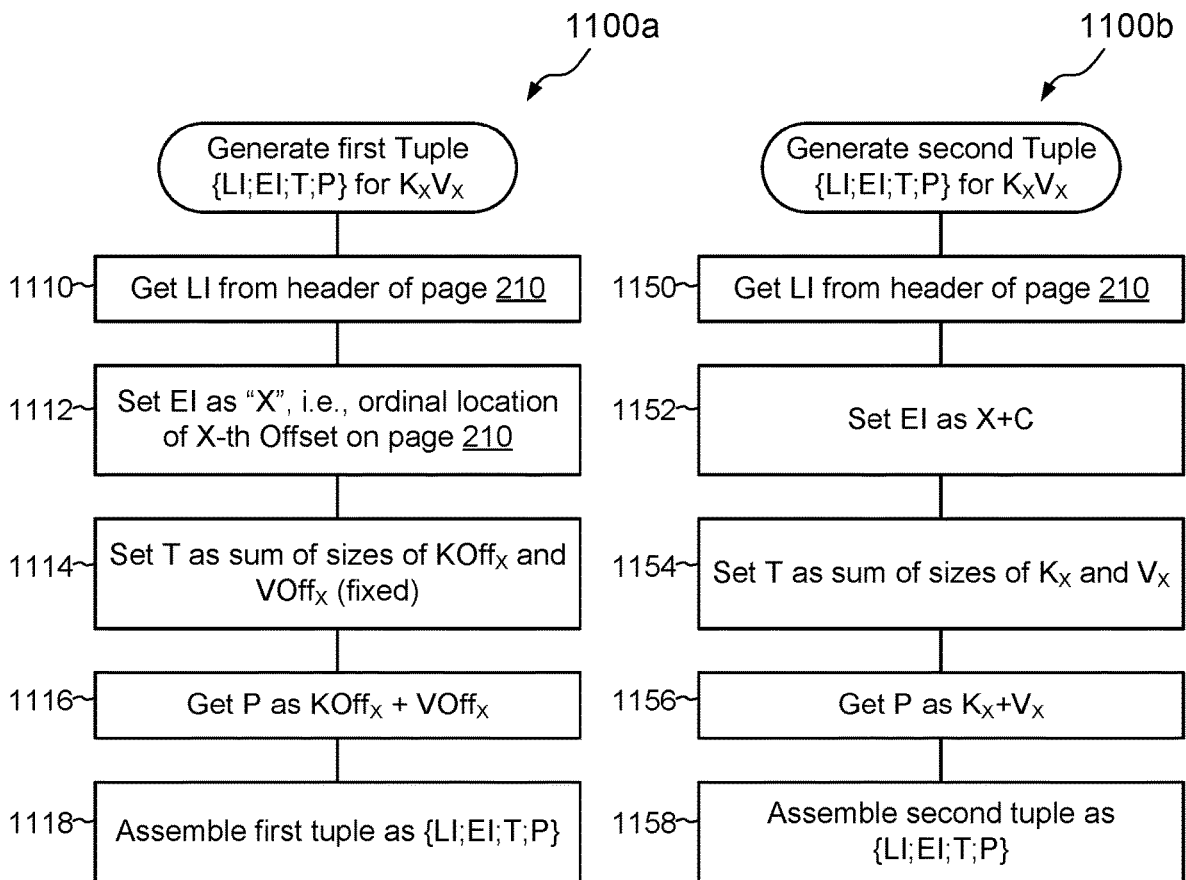 1100a
Generate first Tuple
{LI;EI;T;P} for KXVX
1110
Get LI from header of page 210
1112
Set EI as “X”, i.e., ordinal location
of X-th Offset on page 210
1114
Set T as sum of sizes of KOffX and
VOffX (fixed)
1116
Get P as KOffX + VOffX
1118
Assemble first tuple as {LI;EI;T;P}
1100b
Generate second Tuple
{LI;EI;T;P} for KXVX
1150
Get LI from header of page 210
1152
Set EI as X+C
1154
Set T as sum of sizes of KX and VX
1156
Get P as KX+VX
1158
Assemble second tuple as
{LI;EI;T;P}